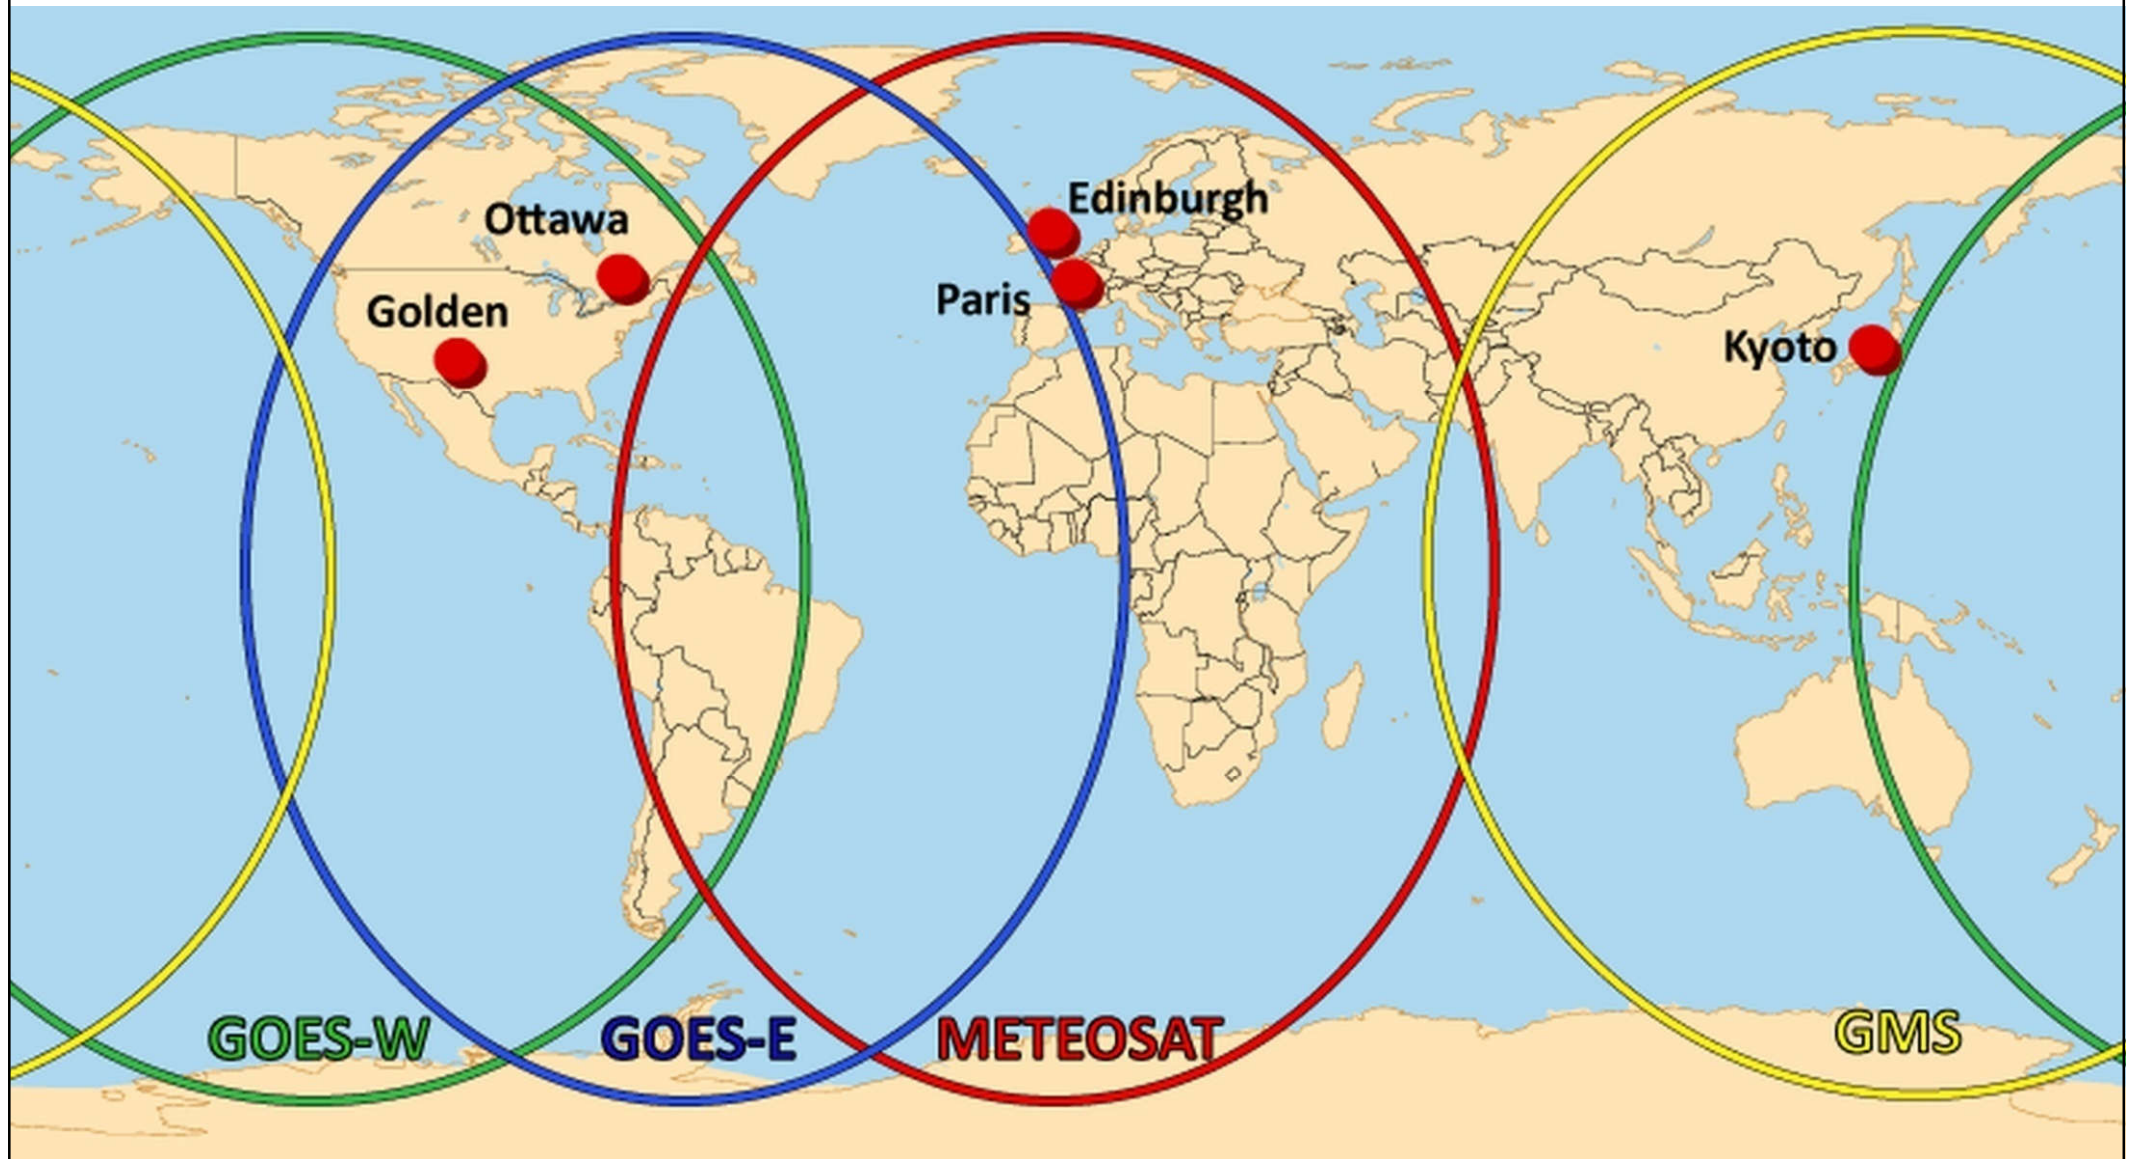 Edinburgh
Ottawa
Paris
Golden
Kyoto
GOES-W
GOES-E
METEOSAT
GMS